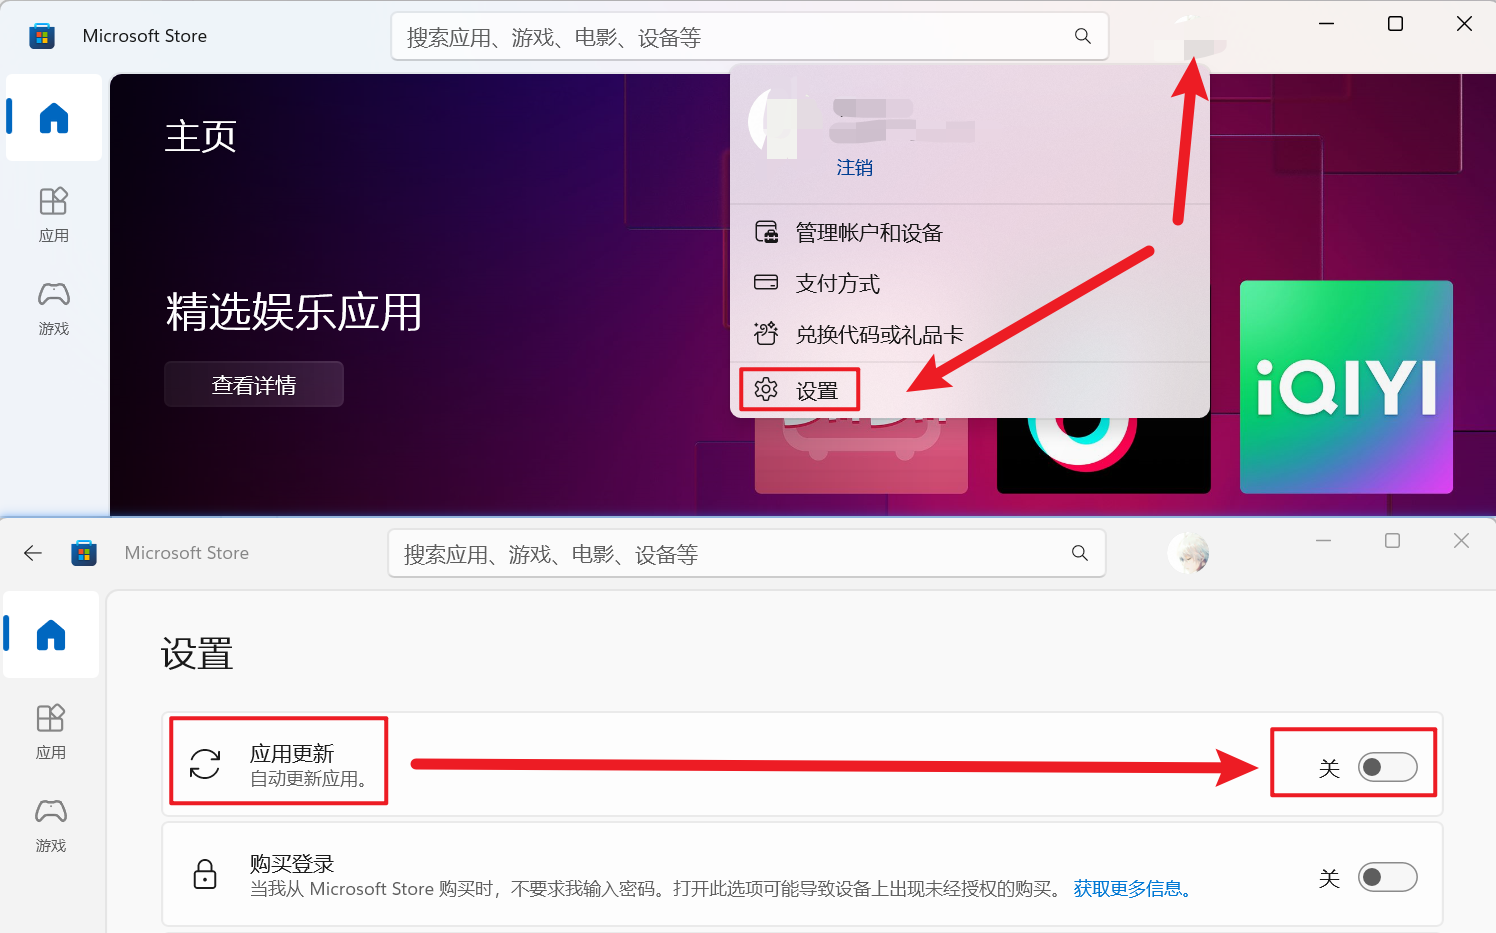 Microsoft Store
搜索应用、游戏、电影、设备等
主页
注销
应用
管理帐户和设备
支付方式
精选娱乐应用
游戏
兑换代码或礼品卡
查看详情
设置
iQIYI
Microsoft Store
搜索应用、游戏、电影、设备等
设置
应用
应用更新
自动更新应用。
关
游戏
购买登录
当我从 Microsoft Store 购买时，不要求我输入密码。打开此选项可能导致设备上出现未经授权的购买。 获取更多信息。
关